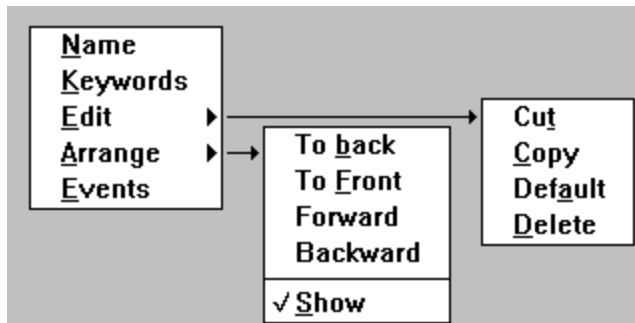 Name
Keywords
Edit
Arrange
Events
To back
To Front
Forward
Backward
√ Show
Cut
Copy
Default
Delete